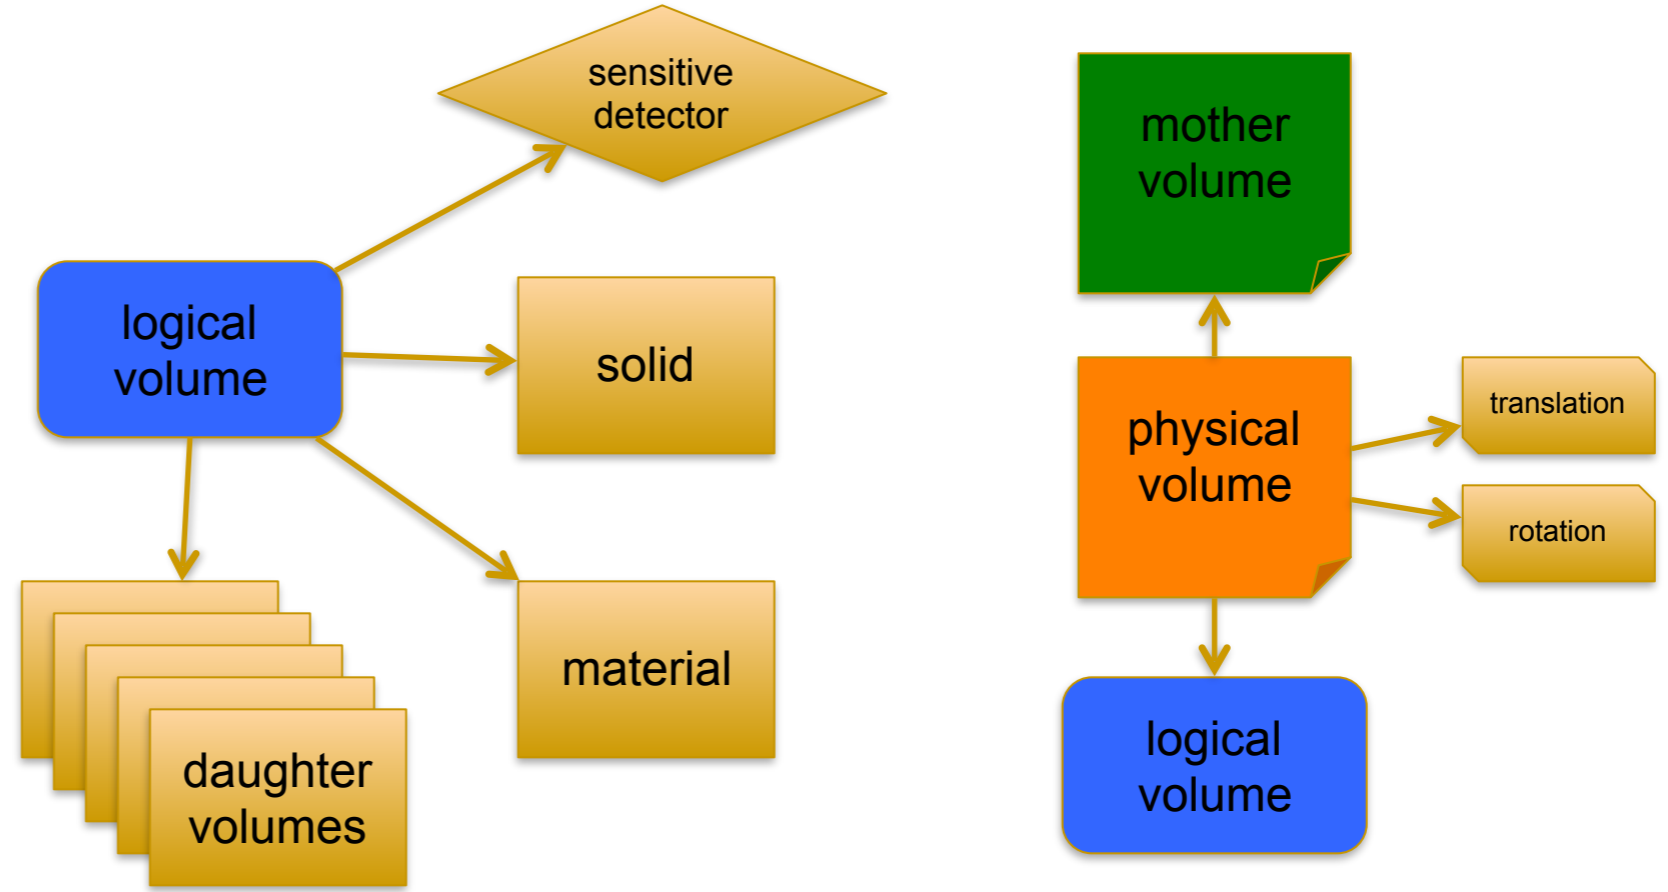 sensitive
detector
logical
volume
solid
material
daughter
volumes
mother
volume
physical
volume
translation
rotation
logical
volume